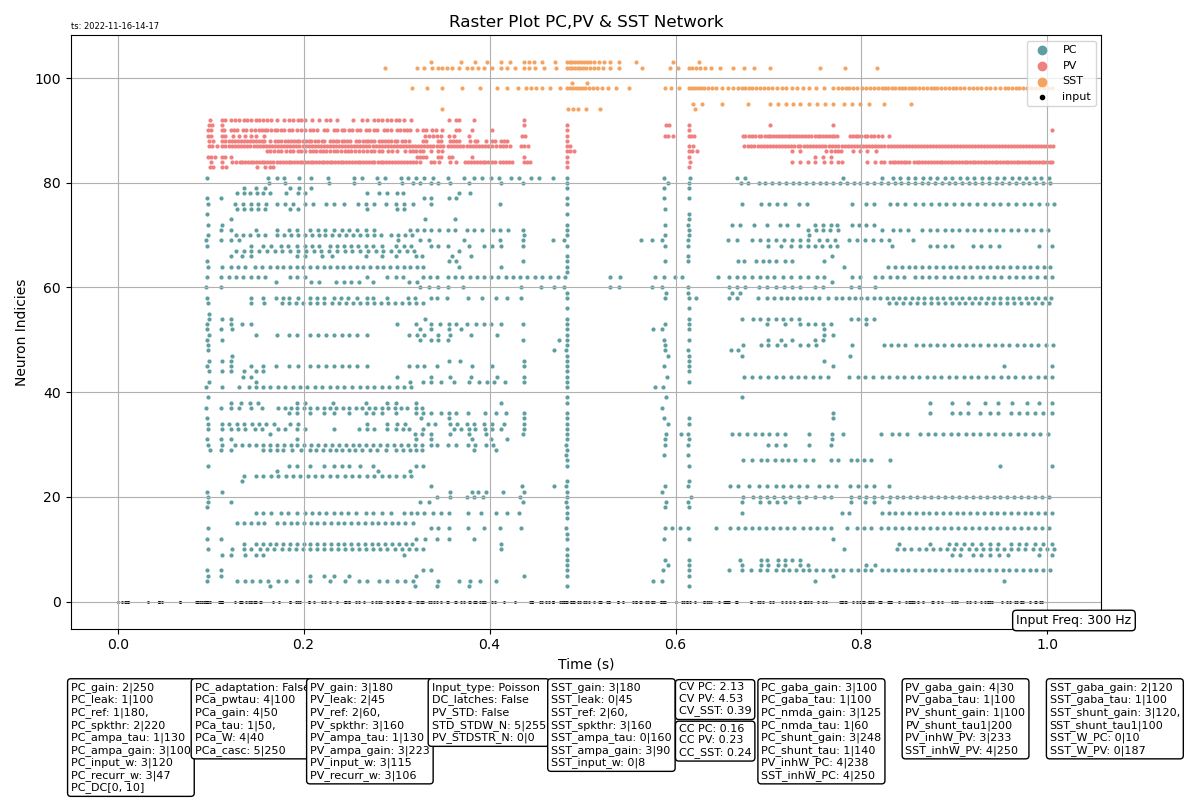 ts: 2022-11-16-14-17
Raster Plot PC,PV & SST Network
PC
PV
SST
input
Neuron Indicies
100
80
60
40
20
0
0.0
0.2
0.4
0.6
0.8
1.0
Time (s)
Input Freq: 300 Hz
PC_gain: 2|250
PC_leak: 1|100
PC_ref: 1|180,
PC_spkthr: 2|220
PC_ampa_tau: 1|130
PC_ampa_gain: 3|100
PC_input_w: 3|120
PC_recurr_w: 3|47
PC_DC[0, 10]
PC_adaptation: False
PCa_pwtau: 4|100
PCa_gain: 4|50
PCa_tau: 1|50,
PCa_W: 4|40
PCa_casc: 5|250
PV_gain: 3|180
PV_leak: 2|45
PV_ref: 2|60,
PV_spkthr: 3|160
PV_ampa_tau: 1|130
PV_ampa_gain: 3|223
PV_input_w: 3|115
PV_recurr_w: 3|106
Input_type: Poisson
DC_latches: False
PV_STD: False
PV_STDW_N: 5|255
PV_STDSTR_N: 0|0
SST_gain: 3|180
SST_leak: 0|45
SST_ref: 2|60,
SST_spkthr: 3|160
SST_ampa_tau: 0|160
SST_ampa_gain: 3|90
SST_input_w: 0|8
CV PC: 2.13
CV PV: 4.53
CV_SST: 0.39
CC PC: 0.16
CC PV: 0.23
CC_SST: 0.24
PC_gaba_gain: 3|100
PC_gaba_tau: 1|100
PC_nmda_gain: 3|125
PC_nmda_tau: 1|60
PC_shunt_gain: 3|248
PC_shunt_tau: 1|140
PV_inhW_PC: 4|238
SST_inhW_PC: 4|250
PV_gaba_gain: 4|30
PV_gaba_tau: 1|100
PV_shunt_gain: 1|100
PV_shunt_tau1|200
PV_inhW_PV: 3|233
SST_inhW_PV: 4|250
SST_gaba_gain: 2|120
SST_gaba_tau: 1|100
SST_shunt_gain: 3|120,
SST_shunt_tau1|100
SST_W_PC: 0|10
SST_W_PV: 0|187